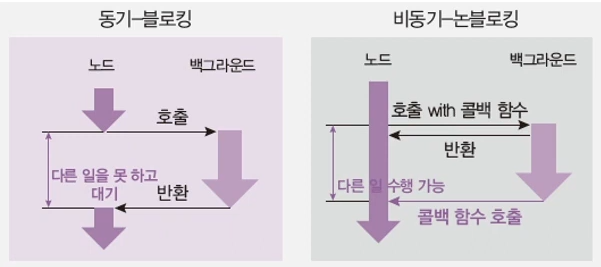 동기-블로킹
노드
백그라운드
호출
다른 일을 못 하고
대기
반환
비동기-논블로킹
노드
백그라운드
호출 with 콜백 함수
반환
다른 일 수행 가능
콜백 함수 호출